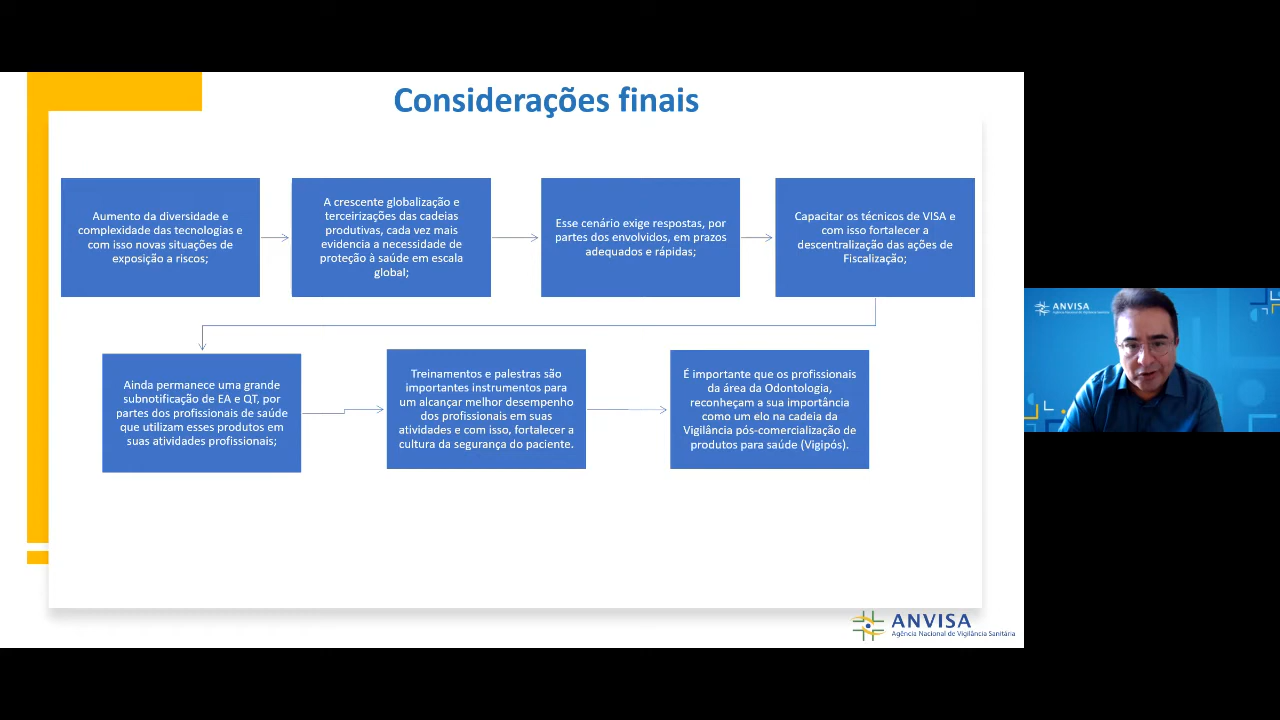 Considerações finais
Aumento da diversidade e
complexidade das tecnologias e
com isso novas situações de
exposição a riscos;
A crescente globalização e
terceirizações das cadeias
produtivas, cada vez mais
evidencia a necessidade de
proteção à saúde em escala
global;
Esse cenário exige respostas, por
partes dos envolvidos, em prazos
adequados e rápidas;
Capacitar os técnicos de VISA e
com isso fortalecer a
descentralização das ações de
Fiscalização;
Ainda permanece uma grande
subnotificação de EA e QT, por
partes dos profissionais de saúde
que utilizam esses produtos em
suas atividades profissionais;
Treinamentos e palestras são
importantes instrumentos para
um alcançar melhor desempenho
dos profissionais em suas
atividades e com isso, fortalecer a
cultura da segurança do paciente.
É importante que os profissionais
da área da Odontologia,
reconheçam a sua importância
como um elo na cadeia da
Vigilância pós-comercialização de
produtos para saúde (Vigipós).
ANVISA
Agência Nacional de Vigilância Sanitária
ANVISA
Agência Nacional de Vigilância Sanitária